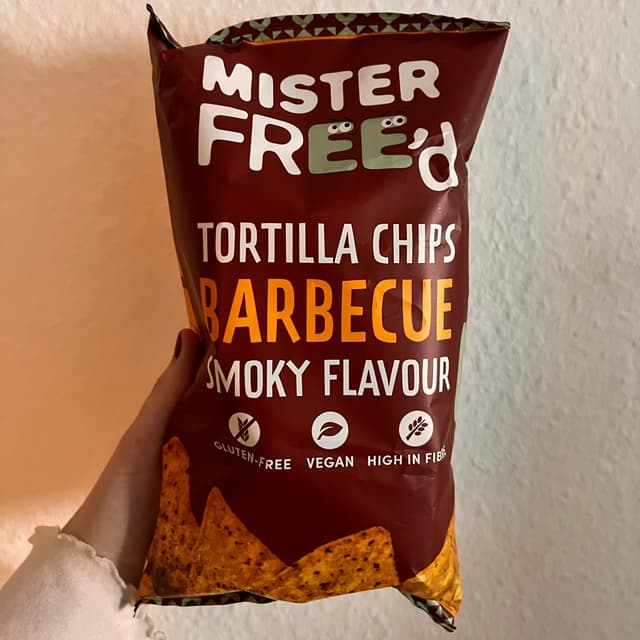 MISTER
FREE'd
TORTILLA CHIPS
BARBECUE
SMOKY FLAVOUR
GLUTEN-FREE VEGAN HIGH IN FIBRE